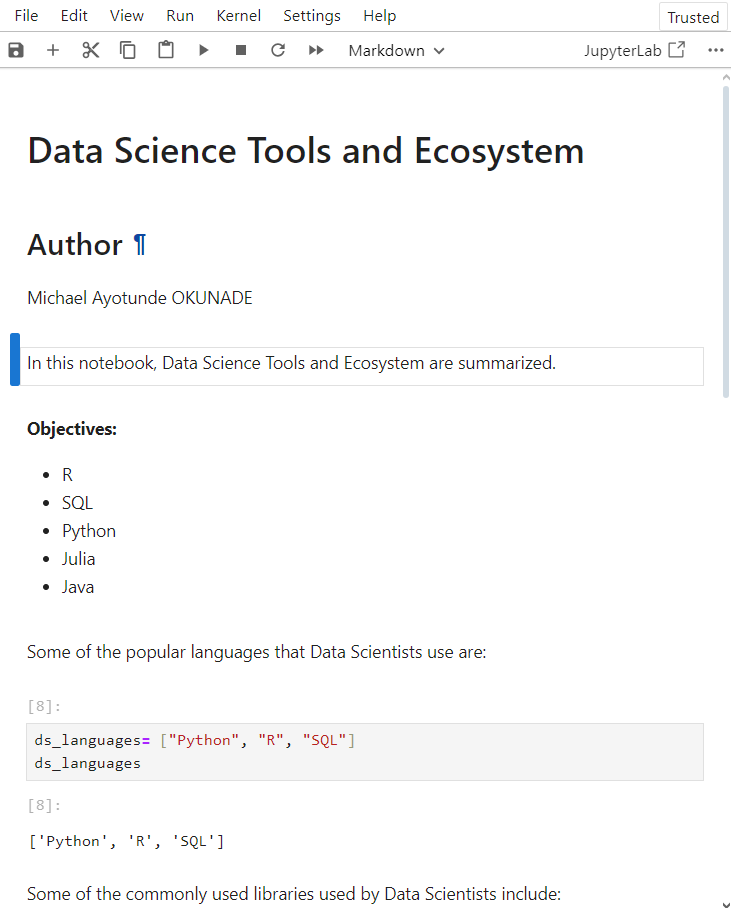 File Edit View Run Kernel Settings Help Trusted
Markdown JupyterLab
Data Science Tools and Ecosystem
Author ¶
Michael Ayotunde OKUNADE
In this notebook, Data Science Tools and Ecosystem are summarized.
Objectives:
• R
• SQL
• Python
• Julia
• Java
Some of the popular languages that Data Scientists use are:
[8]:
ds_languages= ["Python", "R", "SQL"]
ds_languages
[8]:
['Python', 'R', 'SQL']
Some of the commonly used libraries used by Data Scientists include: